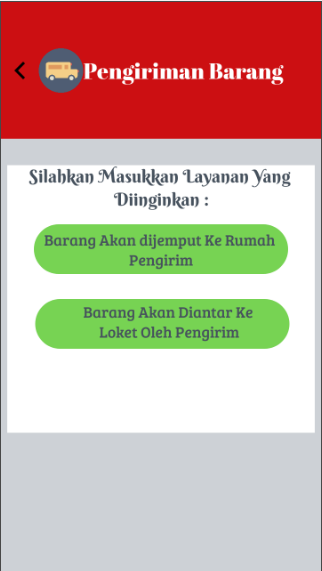 Pengiriman Barang
Silahkan Masukkan Layanan Yang
Diinginkan :
Barang Akan dijemput Ke Rumah
Pengirim
Barang Akan Diantar Ke
Loket Oleh Pengirim